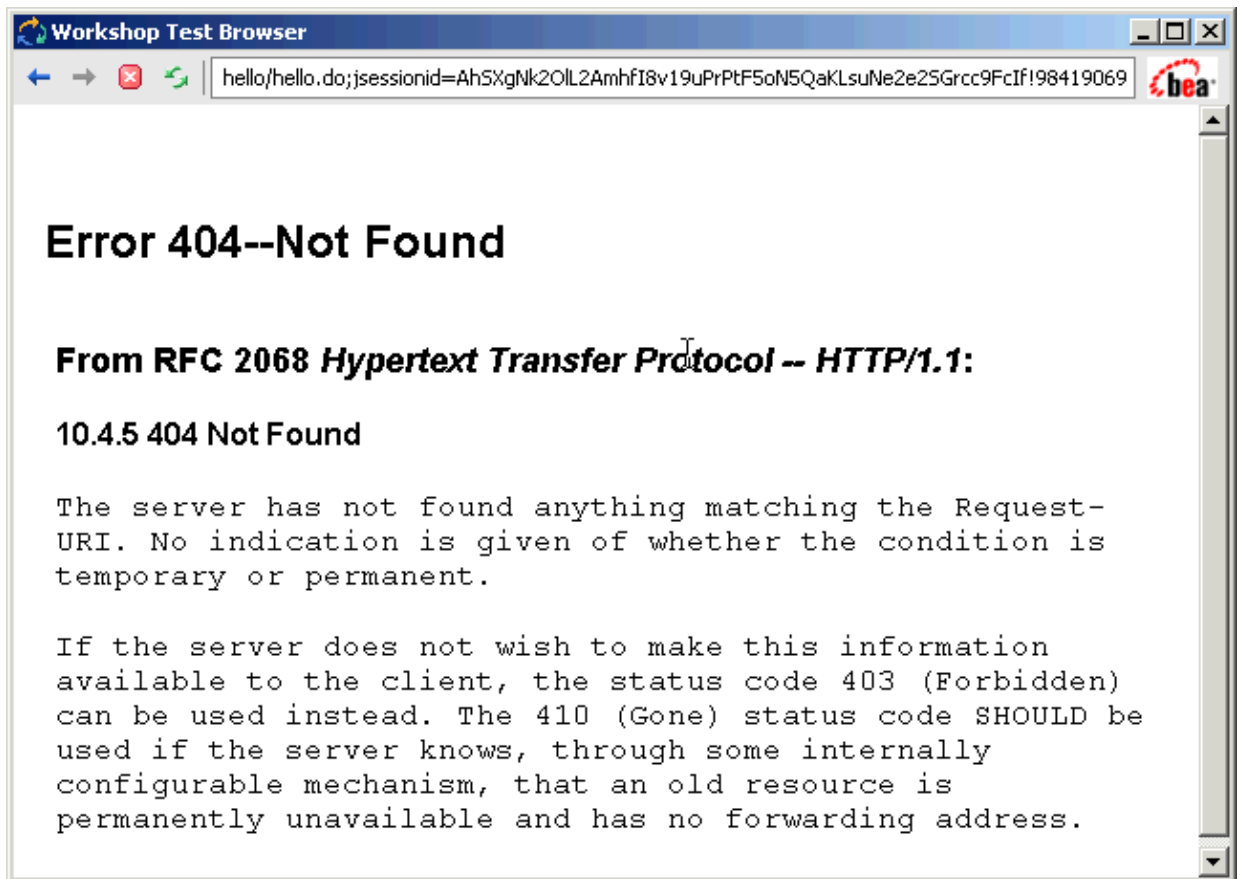 Workshop Test Browser
hello/hello.do;jsessionid=Ah5XgNk2OlL2AmhfI8v19uPrPtF5oN5QaKLsuNe2e25Grcc9FcIf!98419069
bea
Error 404--Not Found
From RFC 2068 Hypertext Transfer Protocol -- HTTP/1.1:
10.4.5 404 Not Found
The server has not found anything matching the Request-
URI. No indication is given of whether the condition is
temporary or permanent.
If the server does not wish to make this information
available to the client, the status code 403 (Forbidden)
can be used instead. The 410 (Gone) status code SHOULD be
used if the server knows, through some internally
configurable mechanism, that an old resource is
permanently unavailable and has no forwarding address.